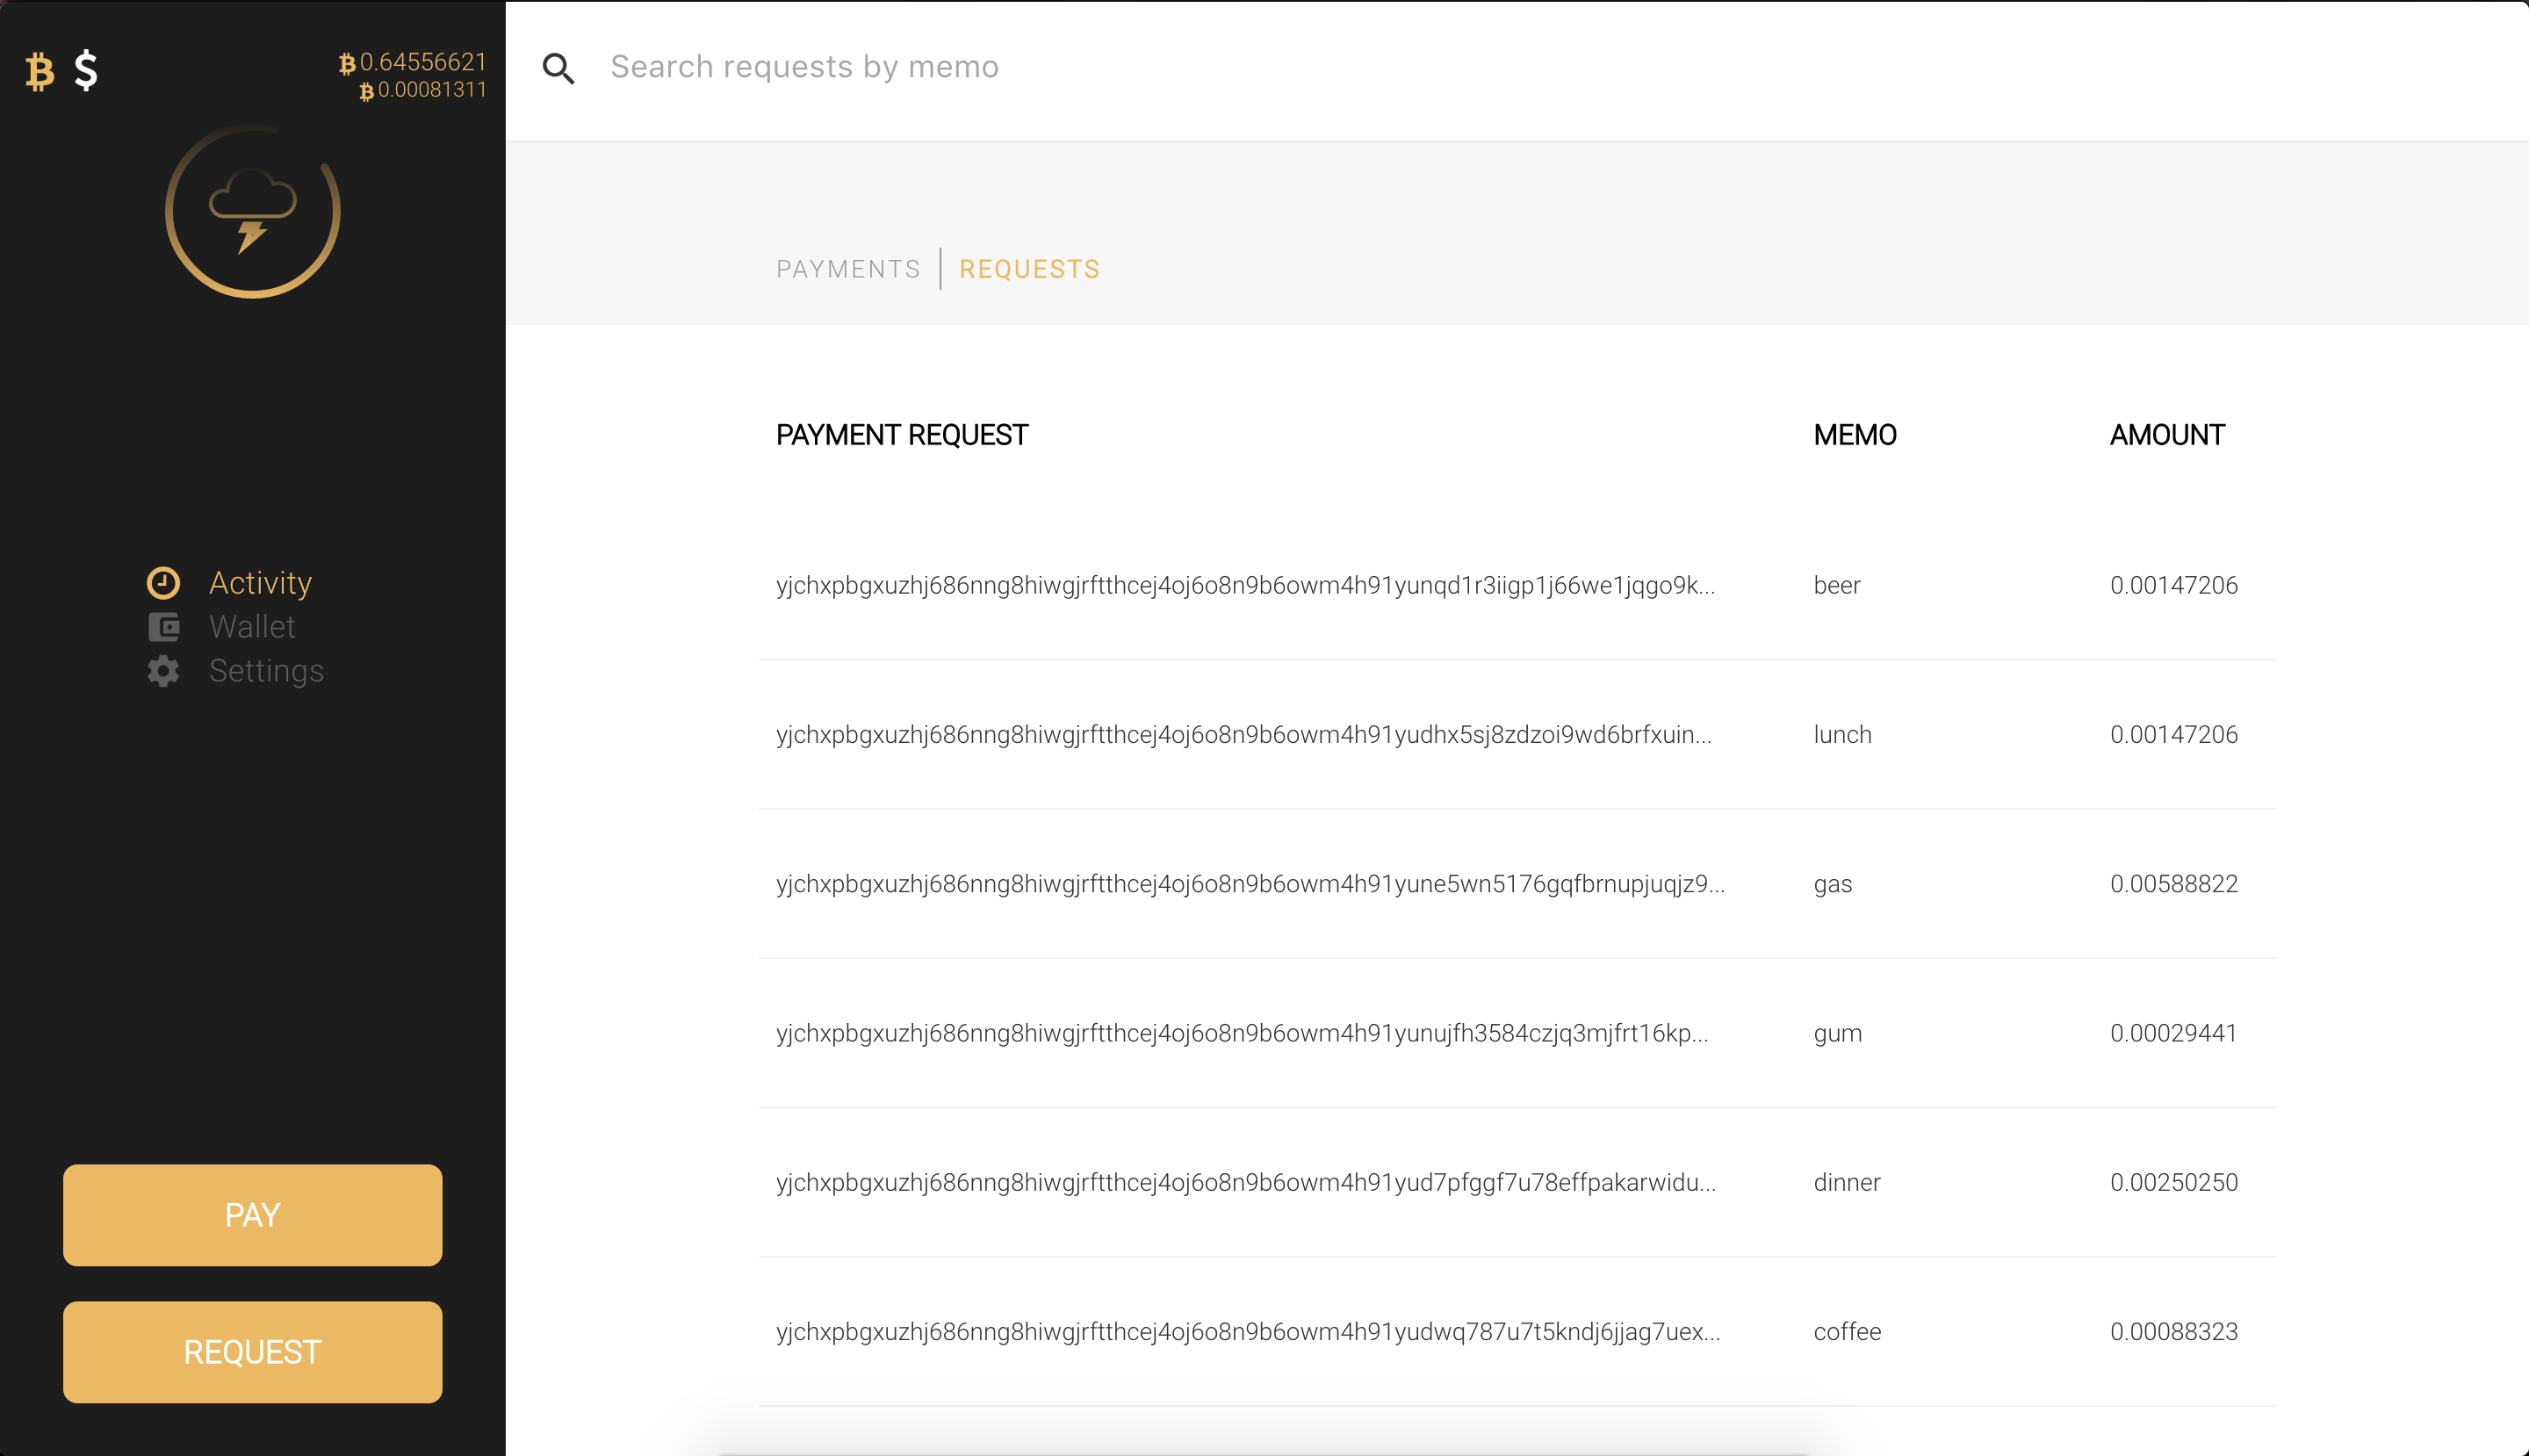 $
0.64556621
0.00081311
Search requests by memo
PAYMENTS REQUESTS
PAYMENT REQUEST MEMO AMOUNT
Activity
Wallet
Settings
yjchxpbgxuzhj686nng8hiwgjrftthcej4oj6o8n9b6owm4h91yunqd1r3iigp1j66we1jqgo9k... beer 0.00147206
yjchxpbgxuzhj686nng8hiwgjrftthcej4oj6o8n9b6owm4h91yudhx5sj8zdzoi9wd6brfxuin... lunch 0.00147206
yjchxpbgxuzhj686nng8hiwgjrftthcej4oj6o8n9b6owm4h91yune5wn5176gqfbrnupjuqjz9... gas 0.00588822
yjchxpbgxuzhj686nng8hiwgjrftthcej4oj6o8n9b6owm4h91yunujfh3584czjq3mjfrt16kp... gum 0.00029441
yjchxpbgxuzhj686nng8hiwgjrftthcej4oj6o8n9b6owm4h91yud7pfggf7u78effpakarwidu... dinner 0.00250250
yjchxpbgxuzhj686nng8hiwgjrftthcej4oj6o8n9b6owm4h91yudwq787u7t5kndj6jjag7uex... coffee 0.00088323
PAY
REQUEST